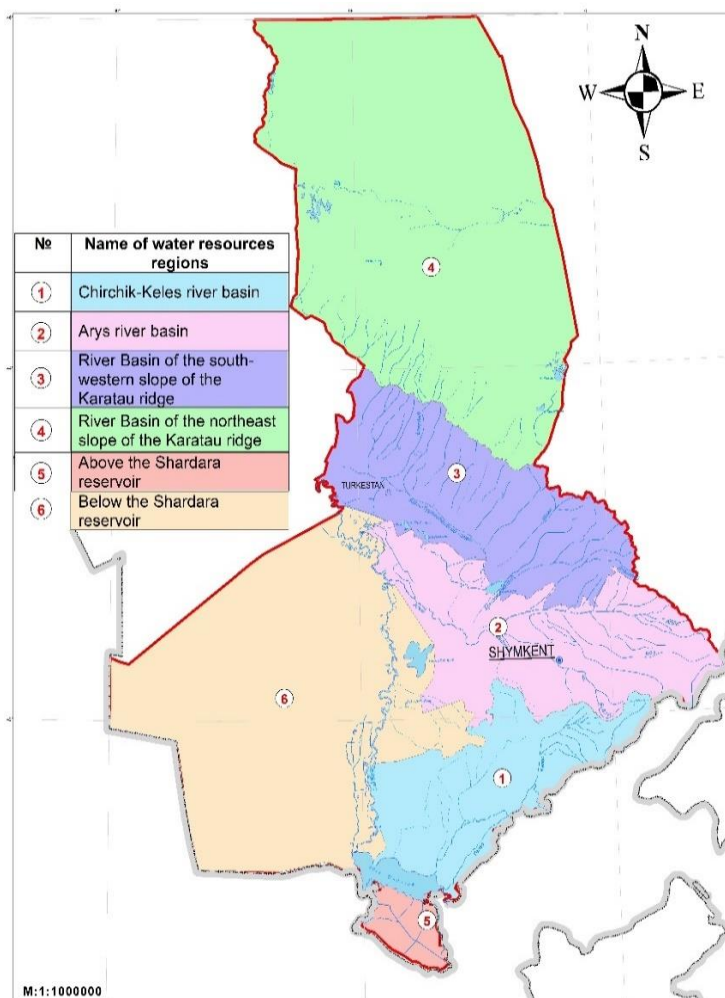 N
W E
S
№ Name of water resources
regions
1 Chirchik-Keles river basin
2 Arys river basin
3 River Basin of the south-
western slope of the
Karatau ridge
4 River Basin of the northeast
slope of the Karatau ridge
5 Above the Shardara
reservoir
6 Below the Shardara
reservoir
4
3
TURKESTAN
2
SHYMKENT
6
1
5
M:1:1000000